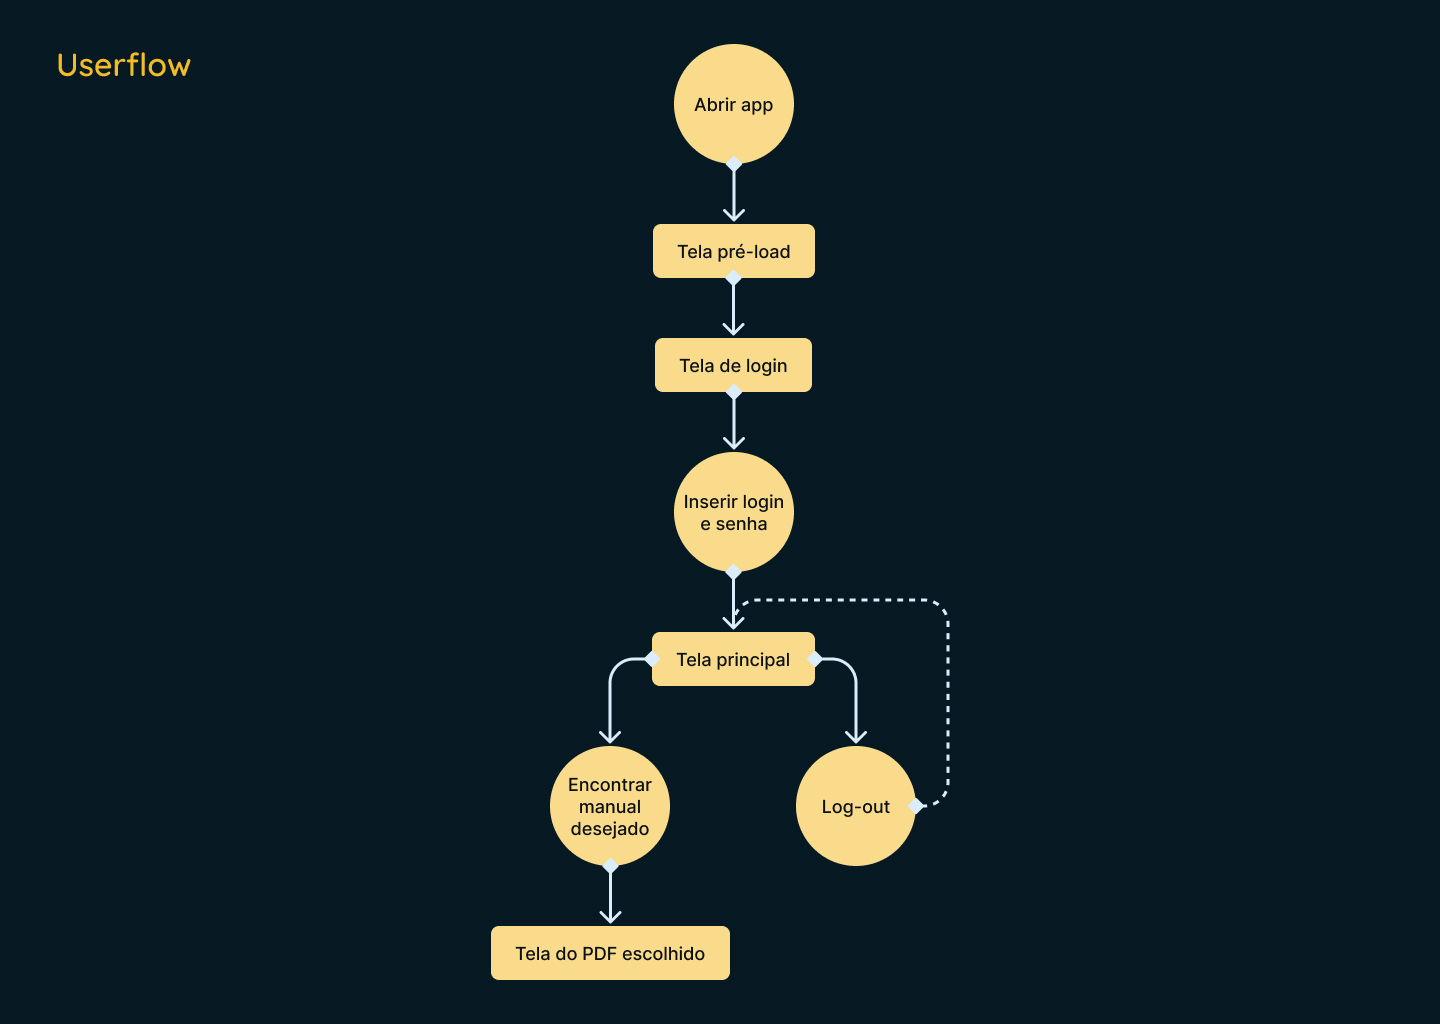 Userflow
Abrir app
Tela pré-load
Tela de login
Inserir login
e senha
Tela principal
Encontrar
manual
desejado
Log-out
Tela do PDF escolhido